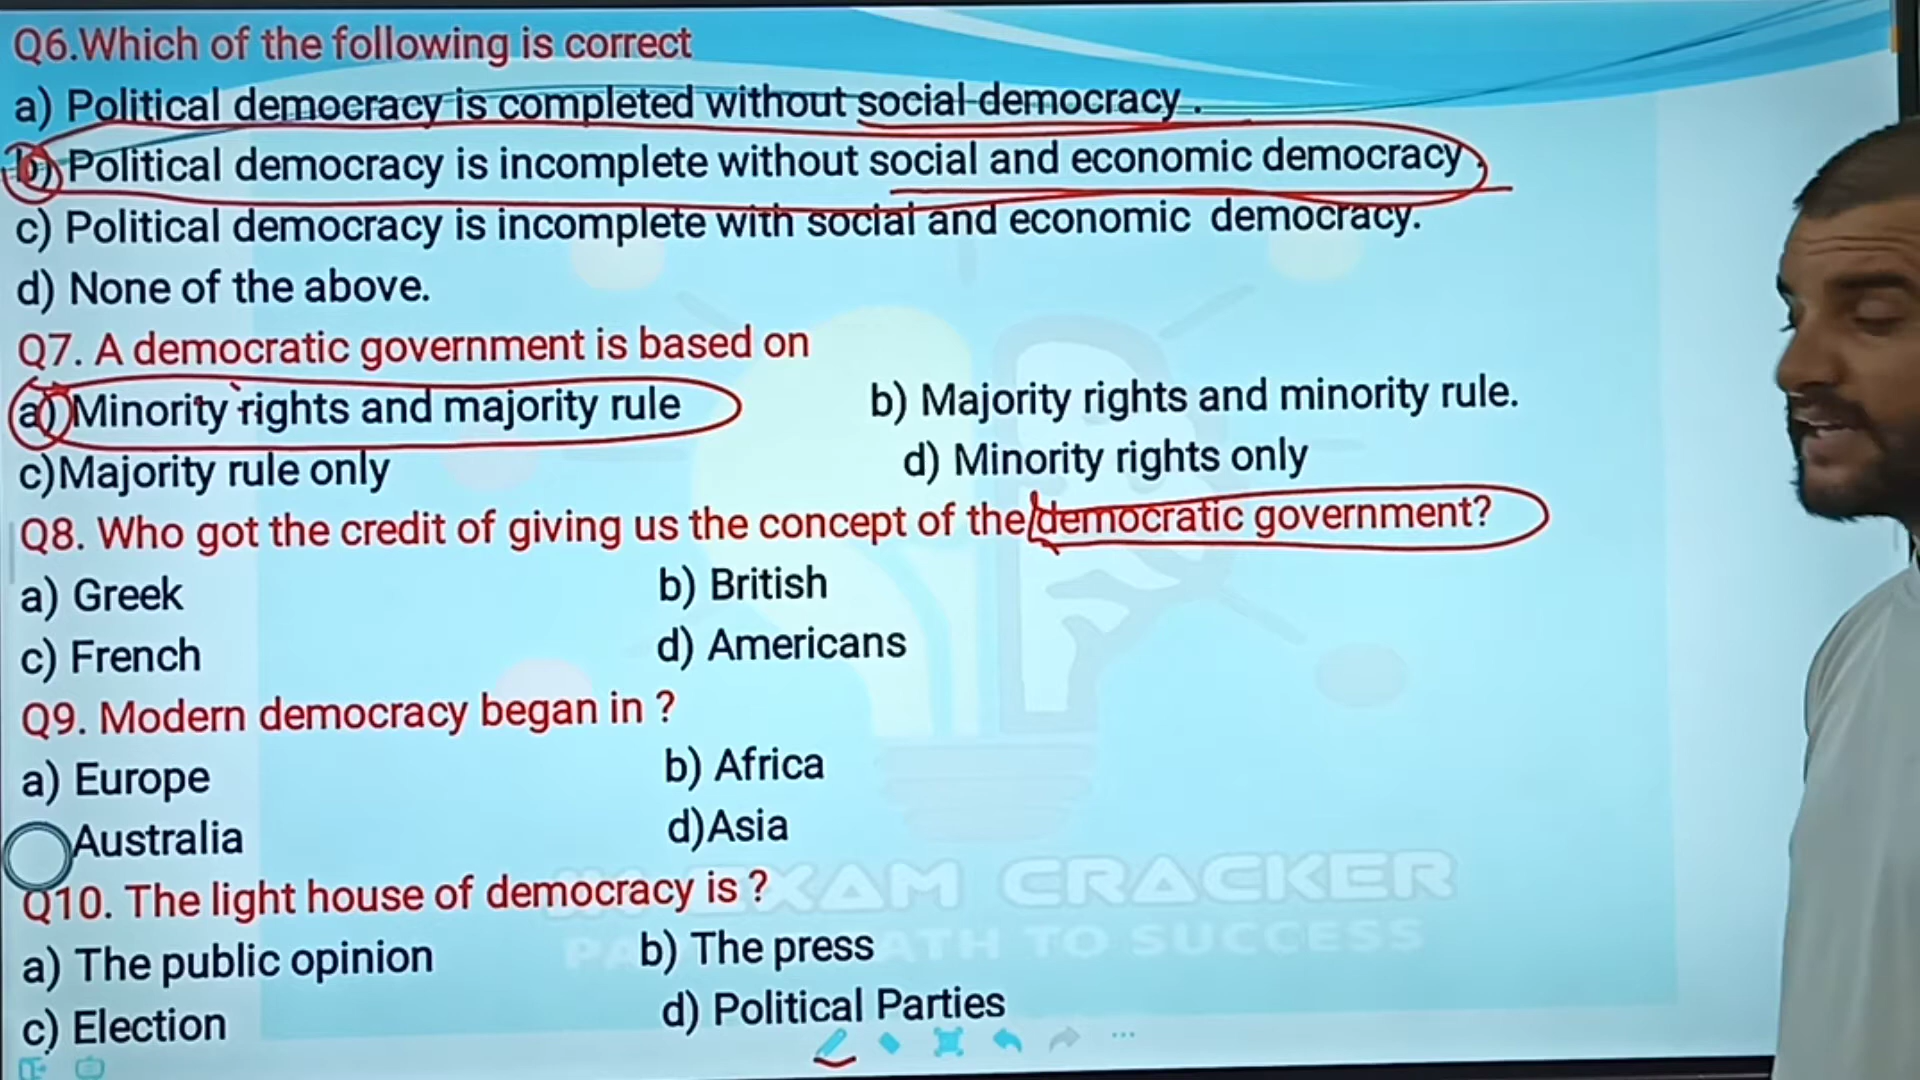 Q6.Which of the following is correct
a) Political democracy is completed without social democracy .
b) Political democracy is incomplete without social and economic democracy .
c) Political democracy is incomplete with social and economic democracy.
d) None of the above.
Q7. A democratic government is based on
a) Minority rights and majority rule b) Majority rights and minority rule.
c)Majority rule only d) Minority rights only
Q8. Who got the credit of giving us the concept of the democratic government?
a) Greek b) British
c) French d) Americans
Q9. Modern democracy began in ?
a) Europe b) Africa
Australia d)Asia
Q10. The light house of democracy is ?
EXAM CRACKER
a) The public opinion b) The press
PATH TO SUCCESS
c) Election d) Political Parties